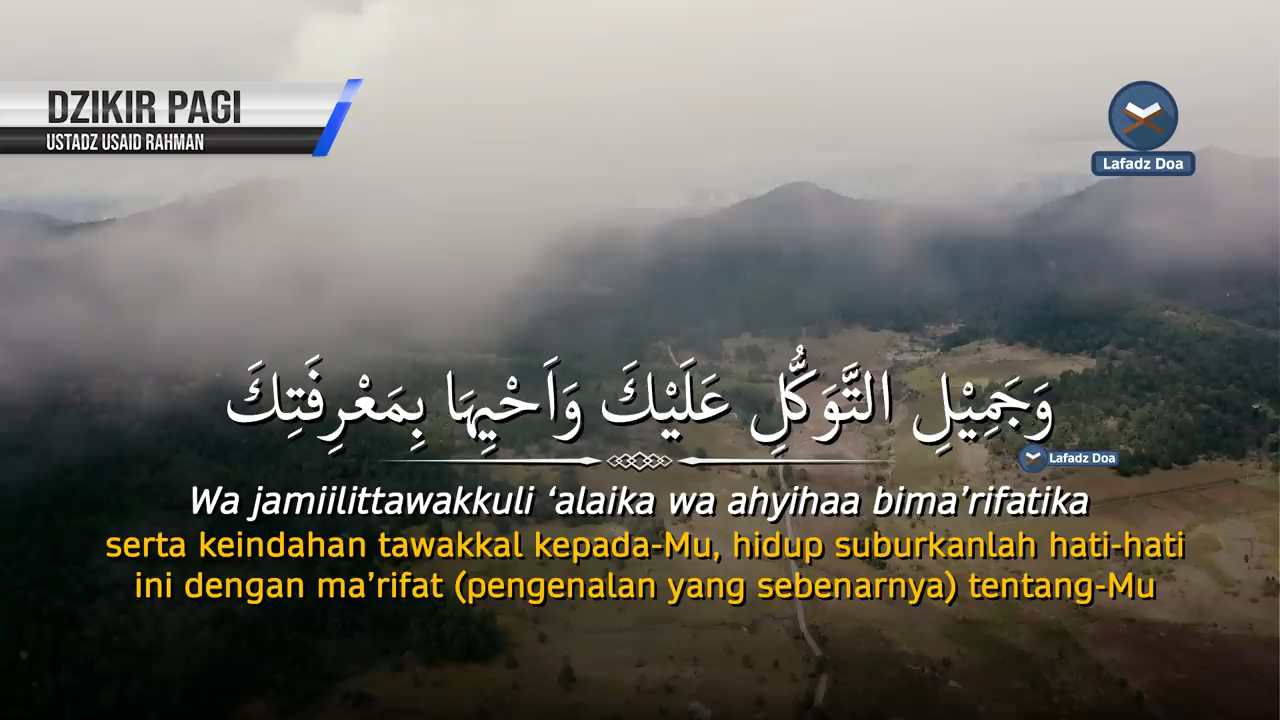 DZIKIR PAGI
USTADZ USAID RAHMAN
Lafadz Doa
وَجَمِيْلِ التَّوَكُّلِ عَلَيْكَ وَاَحْيِهَا بِمَعْرِفَتِكَ
Lafadz Doa
Wa jamiilittawakkuli ‘alaika wa ahyihaa bima’rifatika
serta keindahan tawakkal kepada-Mu, hidup suburkanlah hati-hati
ini dengan ma’rifat (pengenalan yang sebenarnya) tentang-Mu